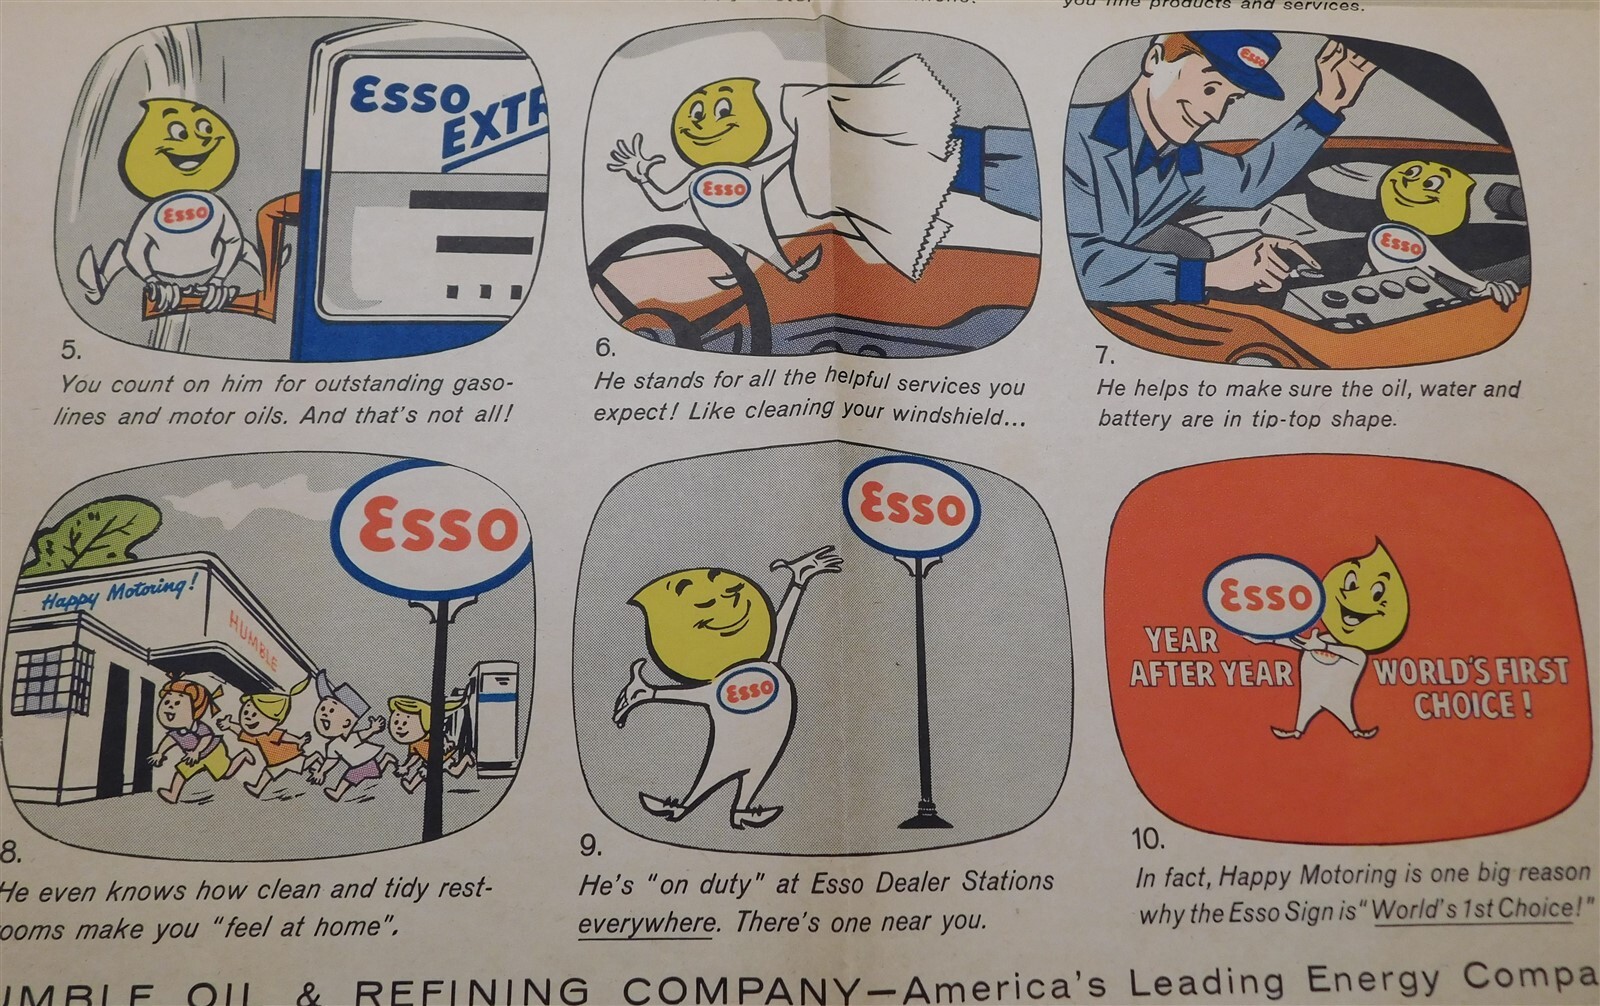 you fine products and services.
Esso
EXTR
Esso
Esso
Esso
Esso
5.
You count on him for outstanding gaso-
lines and motor oils. And that's not all!
6.
He stands for all the helpful services you
expect! Like cleaning your windshield...
7.
He helps to make sure the oil, water and
battery are in tip-top shape.
Esso
Happy Motoring!
HUMBLE
Esso
Esso
Esso
YEAR
AFTER YEAR
WORLD'S FIRST
CHOICE!
8.
He even knows how clean and tidy rest-
ooms make you "feel at home".
9.
He's "on duty" at Esso Dealer Stations
everywhere. There's one near you.
10.
In fact, Happy Motoring is one big reason
why the Esso Sign is "World's 1st Choice!"
UMBLE OIL & REFINING COMPANY—America's Leading Energy Compa